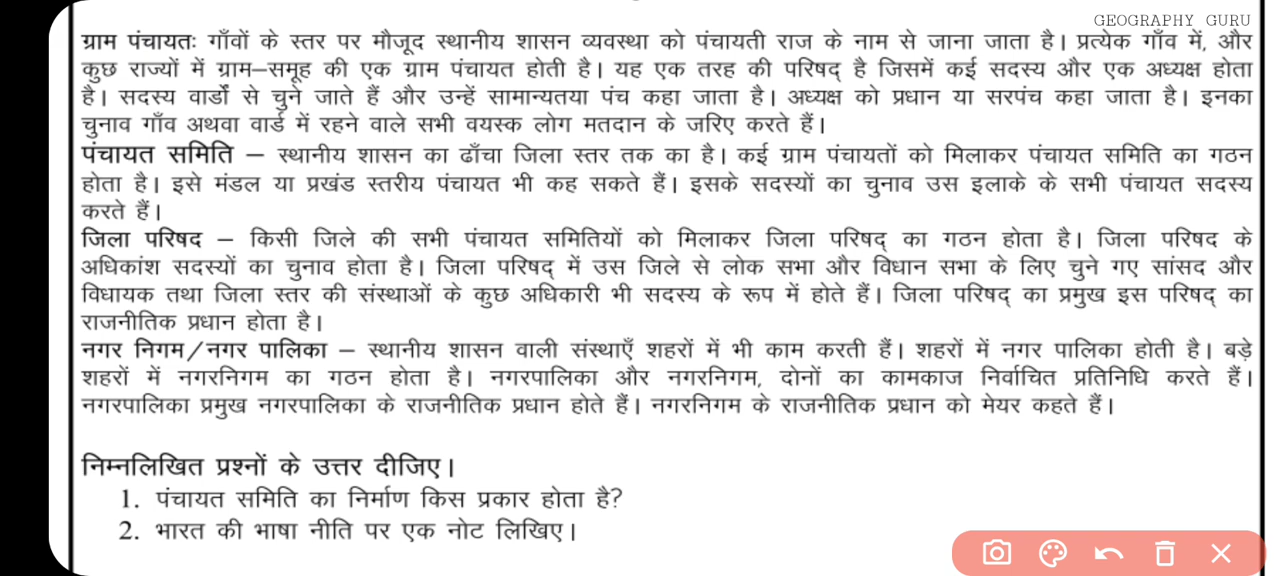 GEOGRAPHY GURU
ग्राम पंचायतः गाँवों के स्तर पर मौजूद स्थानीय शासन व्यवस्था को पंचायती राज के नाम से जाना जाता है। प्रत्येक गाँव में, और
कुछ राज्यों में ग्राम–समूह की एक ग्राम पंचायत होती है। यह एक तरह की परिषद् है जिसमें कई सदस्य और एक अध्यक्ष होता
है। सदस्य वार्डों से चुने जाते हैं और उन्हें सामान्यतया पंच कहा जाता है। अध्यक्ष को प्रधान या सरपंच कहा जाता है। इनका
चुनाव गाँव अथवा वार्ड में रहने वाले सभी वयस्क लोग मतदान के जरिए करते हैं।
पंचायत समिति – स्थानीय शासन का ढाँचा जिला स्तर तक का है। कई ग्राम पंचायतों को मिलाकर पंचायत समिति का गठन
होता है। इसे मंडल या प्रखंड स्तरीय पंचायत भी कह सकते हैं। इसके सदस्यों का चुनाव उस इलाके के सभी पंचायत सदस्य
करते हैं।
जिला परिषद – किसी जिले की सभी पंचायत समितियों को मिलाकर जिला परिषद् का गठन होता है। जिला परिषद के
अधिकांश सदस्यों का चुनाव होता है। जिला परिषद् में उस जिले से लोक सभा और विधान सभा के लिए चुने गए सांसद और
विधायक तथा जिला स्तर की संस्थाओं के कुछ अधिकारी भी सदस्य के रूप में होते हैं। जिला परिषद् का प्रमुख इस परिषद् का
राजनीतिक प्रधान होता है।
नगर निगम/नगर पालिका – स्थानीय शासन वाली संस्थाएँ शहरों में भी काम करती हैं। शहरों में नगर पालिका होती है। बड़े
शहरों में नगरनिगम का गठन होता है। नगरपालिका और नगरनिगम, दोनों का कामकाज निर्वाचित प्रतिनिधि करते हैं।
नगरपालिका प्रमुख नगरपालिका के राजनीतिक प्रधान होते हैं। नगरनिगम के राजनीतिक प्रधान को मेयर कहते हैं।
निम्नलिखित प्रश्नों के उत्तर दीजिए।
1. पंचायत समिति का निर्माण किस प्रकार होता है?
2. भारत की भाषा नीति पर एक नोट लिखिए।